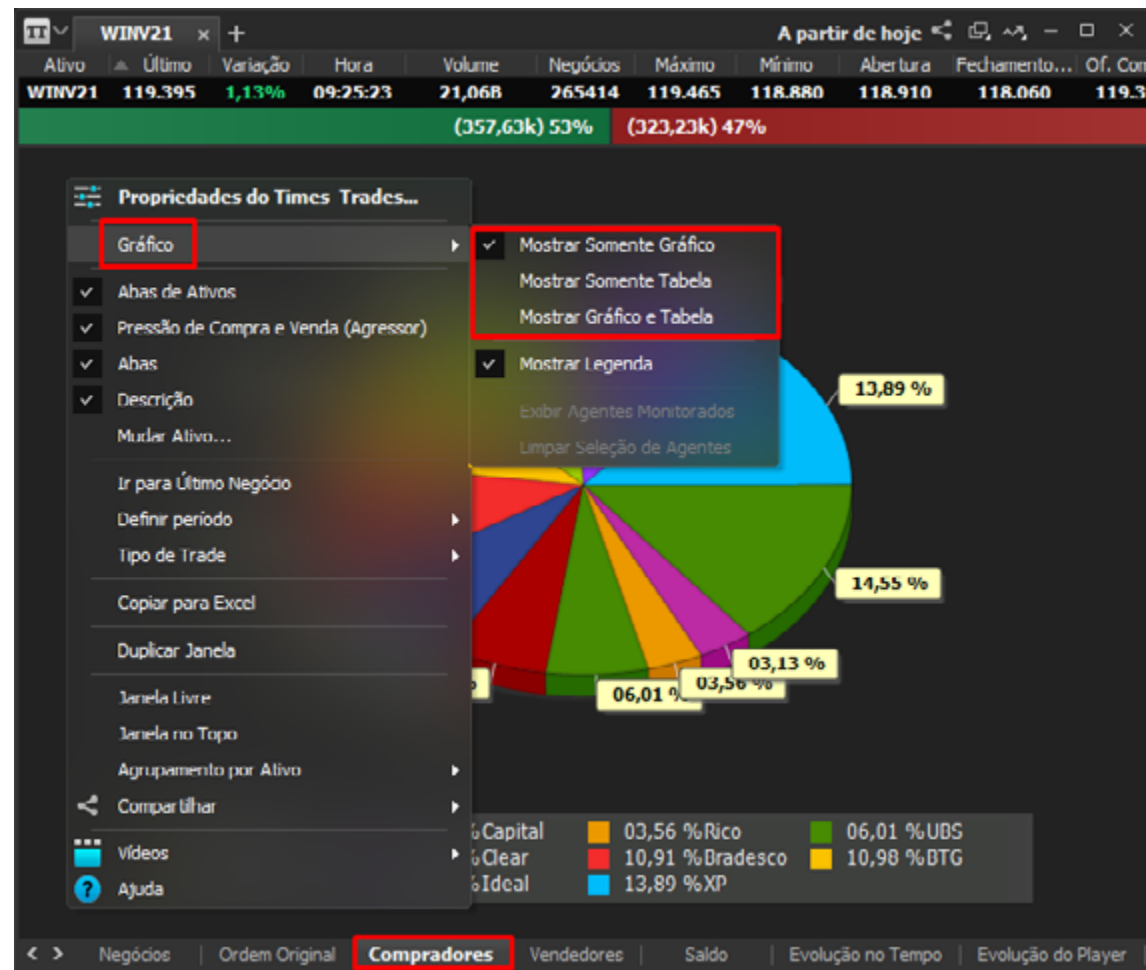 WINV21 × +
A partir de hoje
Ativo Último Variação Hora Volume Negócios Máximo Mínimo Abertura Fechamento... Of. Com
WINV21 119.395 1,13% 09:25:23 21,06B 265414 119.465 118.880 118.910 118.060 119.3
(357,63k) 53% (323,23k) 47%
Propriedades do Times Trades...
Gráfico
Mostrar Somente Gráfico
Abas de Ativos
Mostrar Somente Tabela
Pressão de Compra e Venda (Agressor)
Mostrar Gráfico e Tabela
Abas
Mostrar Legenda
Descrição
13,89 %
Exibir Agentes Monitorados
Mudar Ativo...
Limpar Seleção de Agentes
Ir para Último Negócio
Definir período
Tipo de Trade
14,55 %
Copiar para Excel
Duplicar Janela
03,13 %
03,56 %
06,01 %
Janela Livre
Janela no Topo
Agrupamento por Ativo
Compartilhar
% Capital 03,56 % Rico 06,01 % UBS
Vídeos
% Clear 10,91 % Bradesco 10,98 % BTG
Ajuda
% Ideal 13,89 % XP
Negócios Ordem Original Compradores Vendedores Saldo Evolução no Tempo Evolução do Player